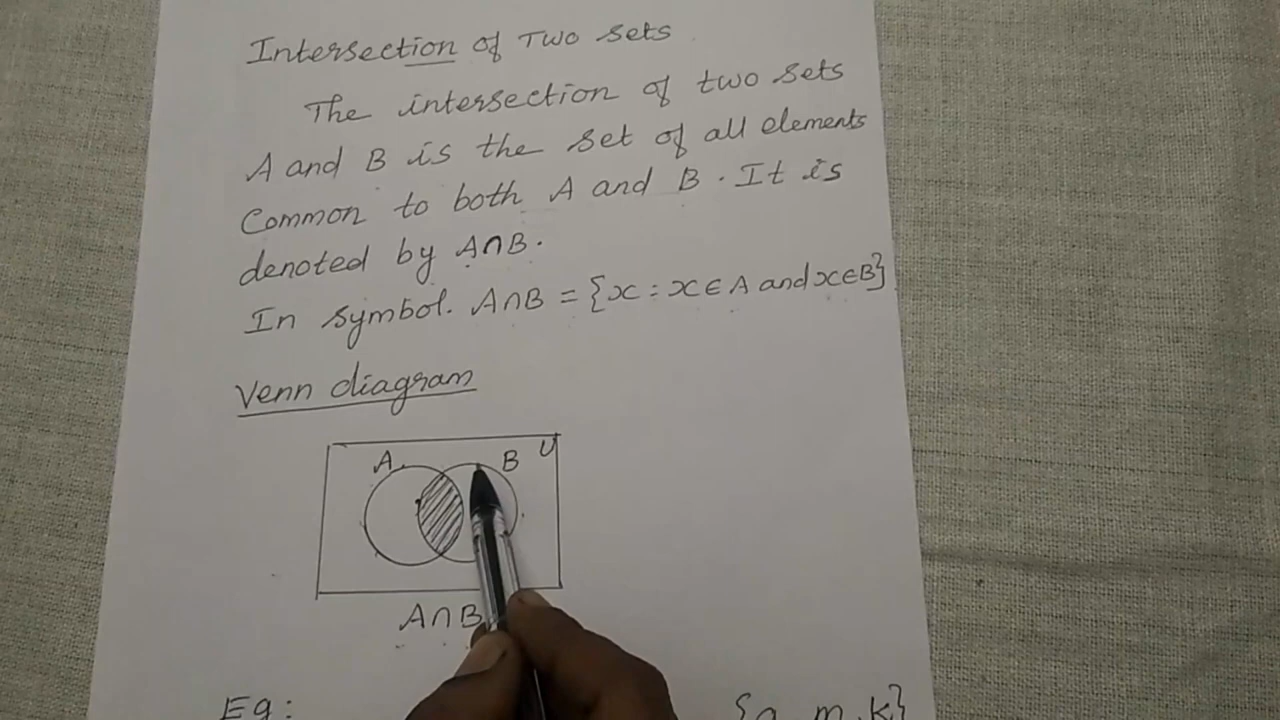 Intersection of Two sets
The intersection of two sets
A and B is the set of all elements
Common to both A and B. It is
denoted by A∩B.
In symbol. A∩B = {x : x ∈ A and x ∈ B}
Venn diagram
A B U
A∩B
Eg: m, k}